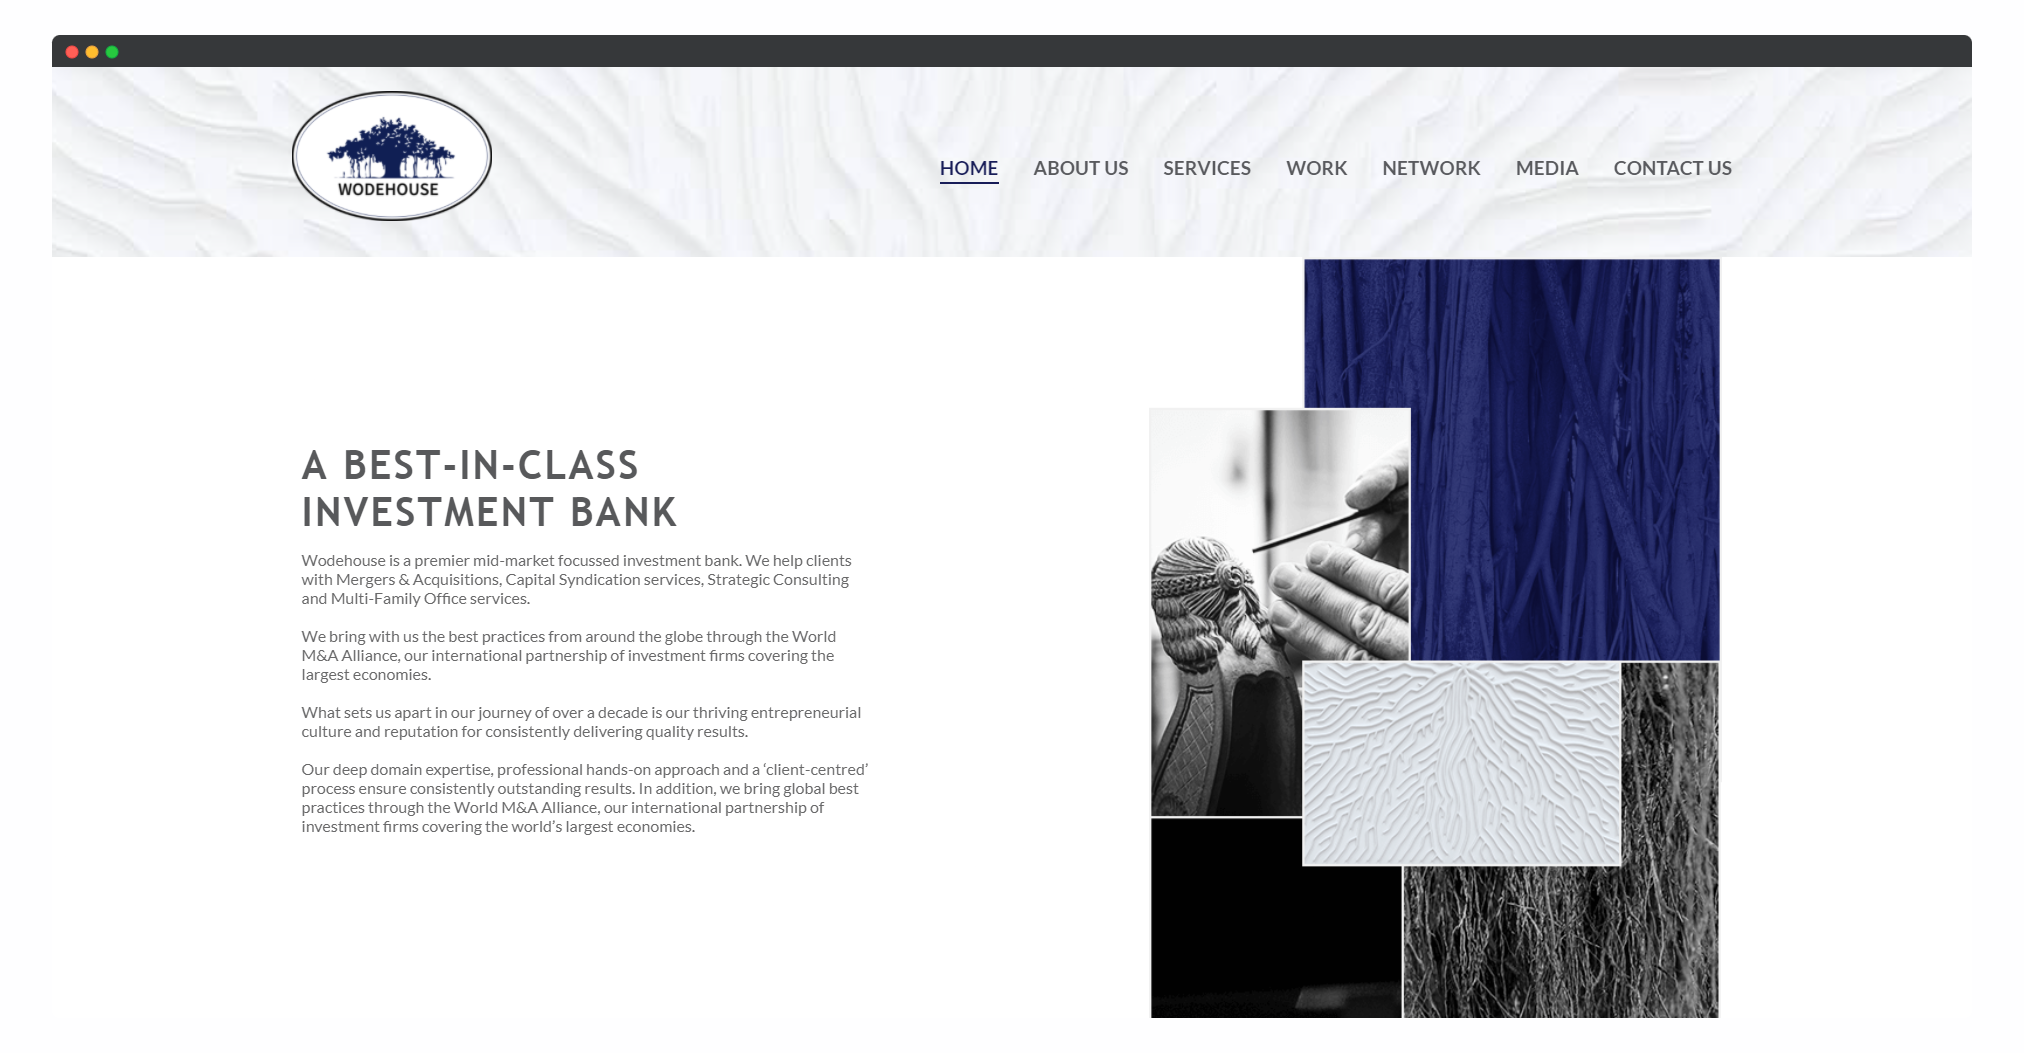 WODEHOUSE
HOME ABOUT US SERVICES WORK NETWORK MEDIA CONTACT US
A BEST-IN-CLASS
INVESTMENT BANK
Wodehouse is a premier mid-market focussed investment bank. We help clients
with Mergers & Acquisitions, Capital Syndication services, Strategic Consulting
and Multi-Family Office services.
We bring with us the best practices from around the globe through the World
M&A Alliance, our international partnership of investment firms covering the
largest economies.
What sets us apart in our journey of over a decade is our thriving entrepreneurial
culture and reputation for consistently delivering quality results.
Our deep domain expertise, professional hands-on approach and a ‘client-centred’
process ensure consistently outstanding results. In addition, we bring global best
practices through the World M&A Alliance, our international partnership of
investment firms covering the world’s largest economies.